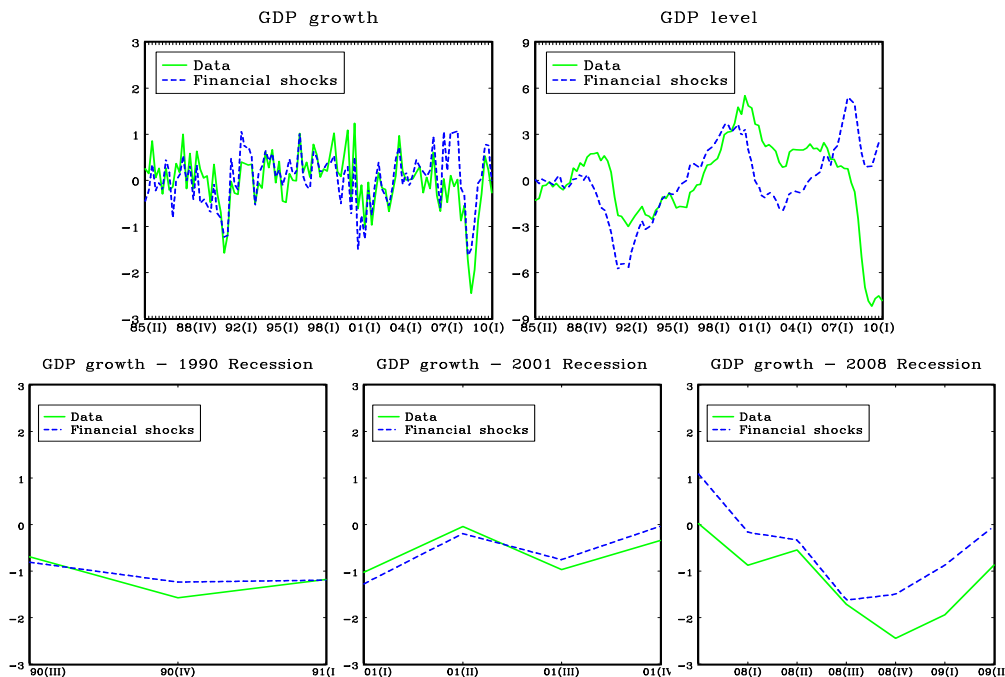 GDP growth
GDP level
3
2
1
0
−1
−2
−3
Data
Financial shocks
85(II) 88(IV) 92(I) 95(I) 98(I) 01(I) 04(I) 07(I) 10(I)
9
6
3
0
−3
−6
−9
Data
Financial shocks
85(II) 88(IV) 92(I) 95(I) 98(I) 01(I) 04(I) 07(I) 10(I)
GDP growth − 1990 Recession
GDP growth − 2001 Recession
GDP growth − 2008 Recession
3
2
1
0
−1
−2
−3
Data
Financial shocks
90(III) 90(IV) 91(I
3
2
1
0
−1
−2
−3
Data
Financial shocks
01(I) 01(II) 01(III) 01(IV
3
2
1
0
−1
−2
−3
Data
Financial shocks
08(I) 08(II) 08(III) 08(IV) 09(I) 09(II